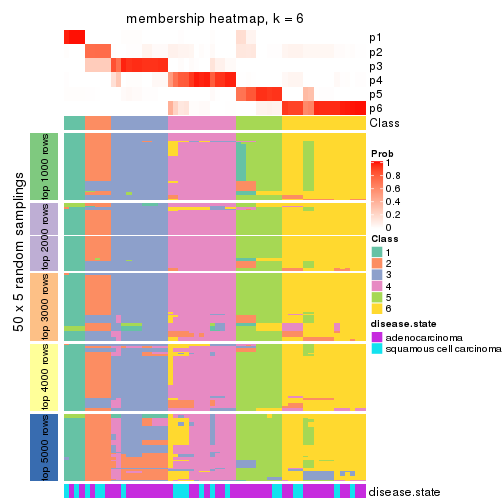 membership heatmap, k = 6
p1
p2
p3
p4
p5
p6
Class
50 x 5 random samplings
top 1000 rows
top 2000 rows
top 3000 rows
top 4000 rows
top 5000 rows
Prob
1
0.8
0.6
0.4
0.2
0
Class
1
2
3
4
5
6
disease.state
adenocarcinoma
squamous cell carcinoma
disease.state